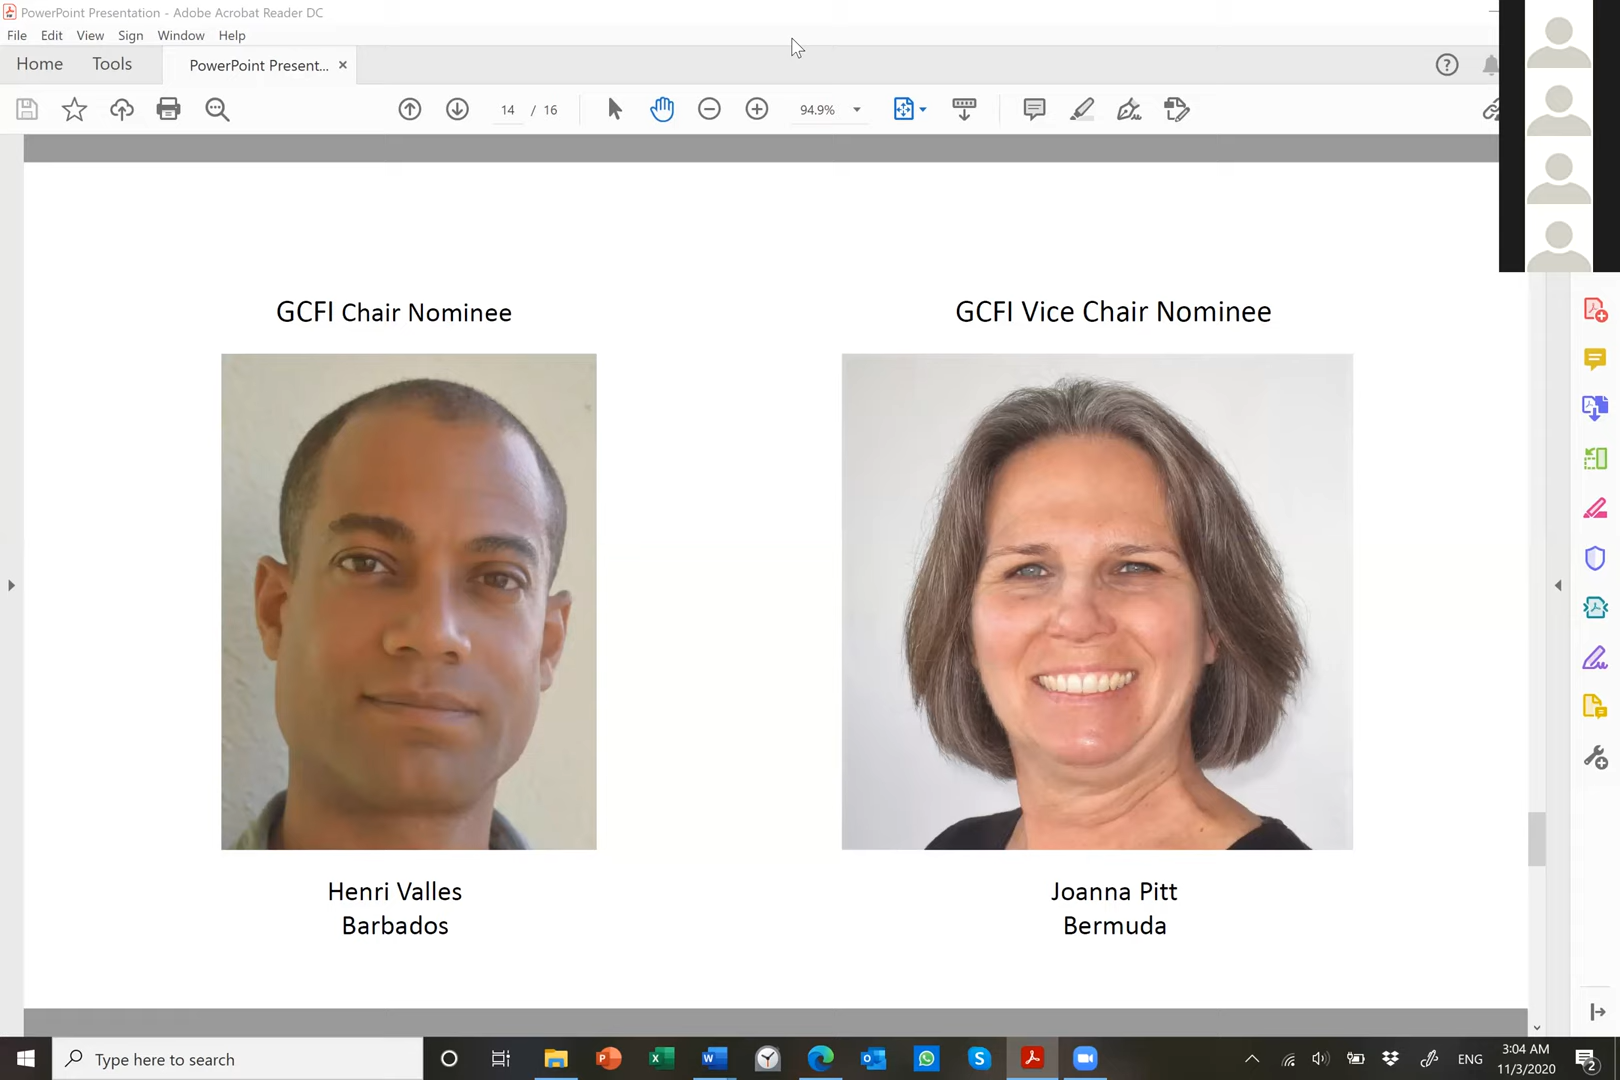 PowerPoint Presentation - Adobe Acrobat Reader DC
File Edit View Sign Window Help
Home Tools PowerPoint Present... ×
14 / 16 94.9%
GCFI Chair Nominee
GCFI Vice Chair Nominee
Henri Valles
Barbados
Joanna Pitt
Bermuda
Type here to search
ENG
3:04 AM
11/3/2020
2